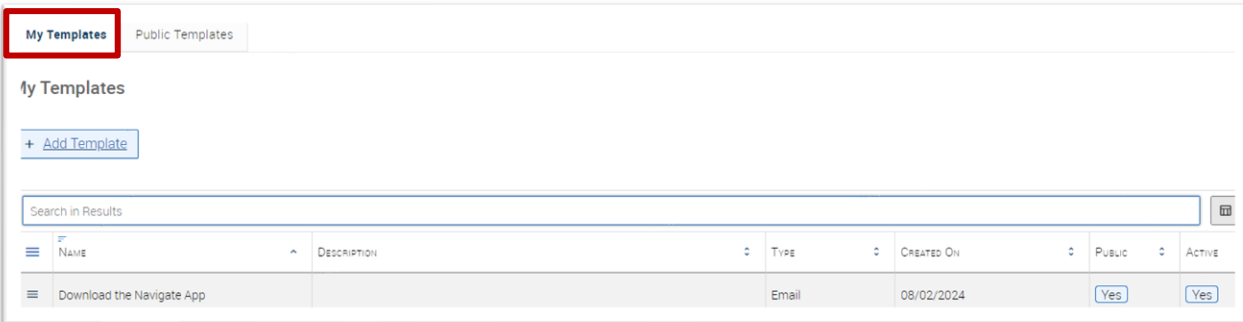 My Templates Public Templates
My Templates
+ Add Template
Search in Results
NAME DESCRIPTION TYPE CREATED ON PUBLIC ACTIVE
Download the Navigate App Email 08/02/2024 Yes Yes